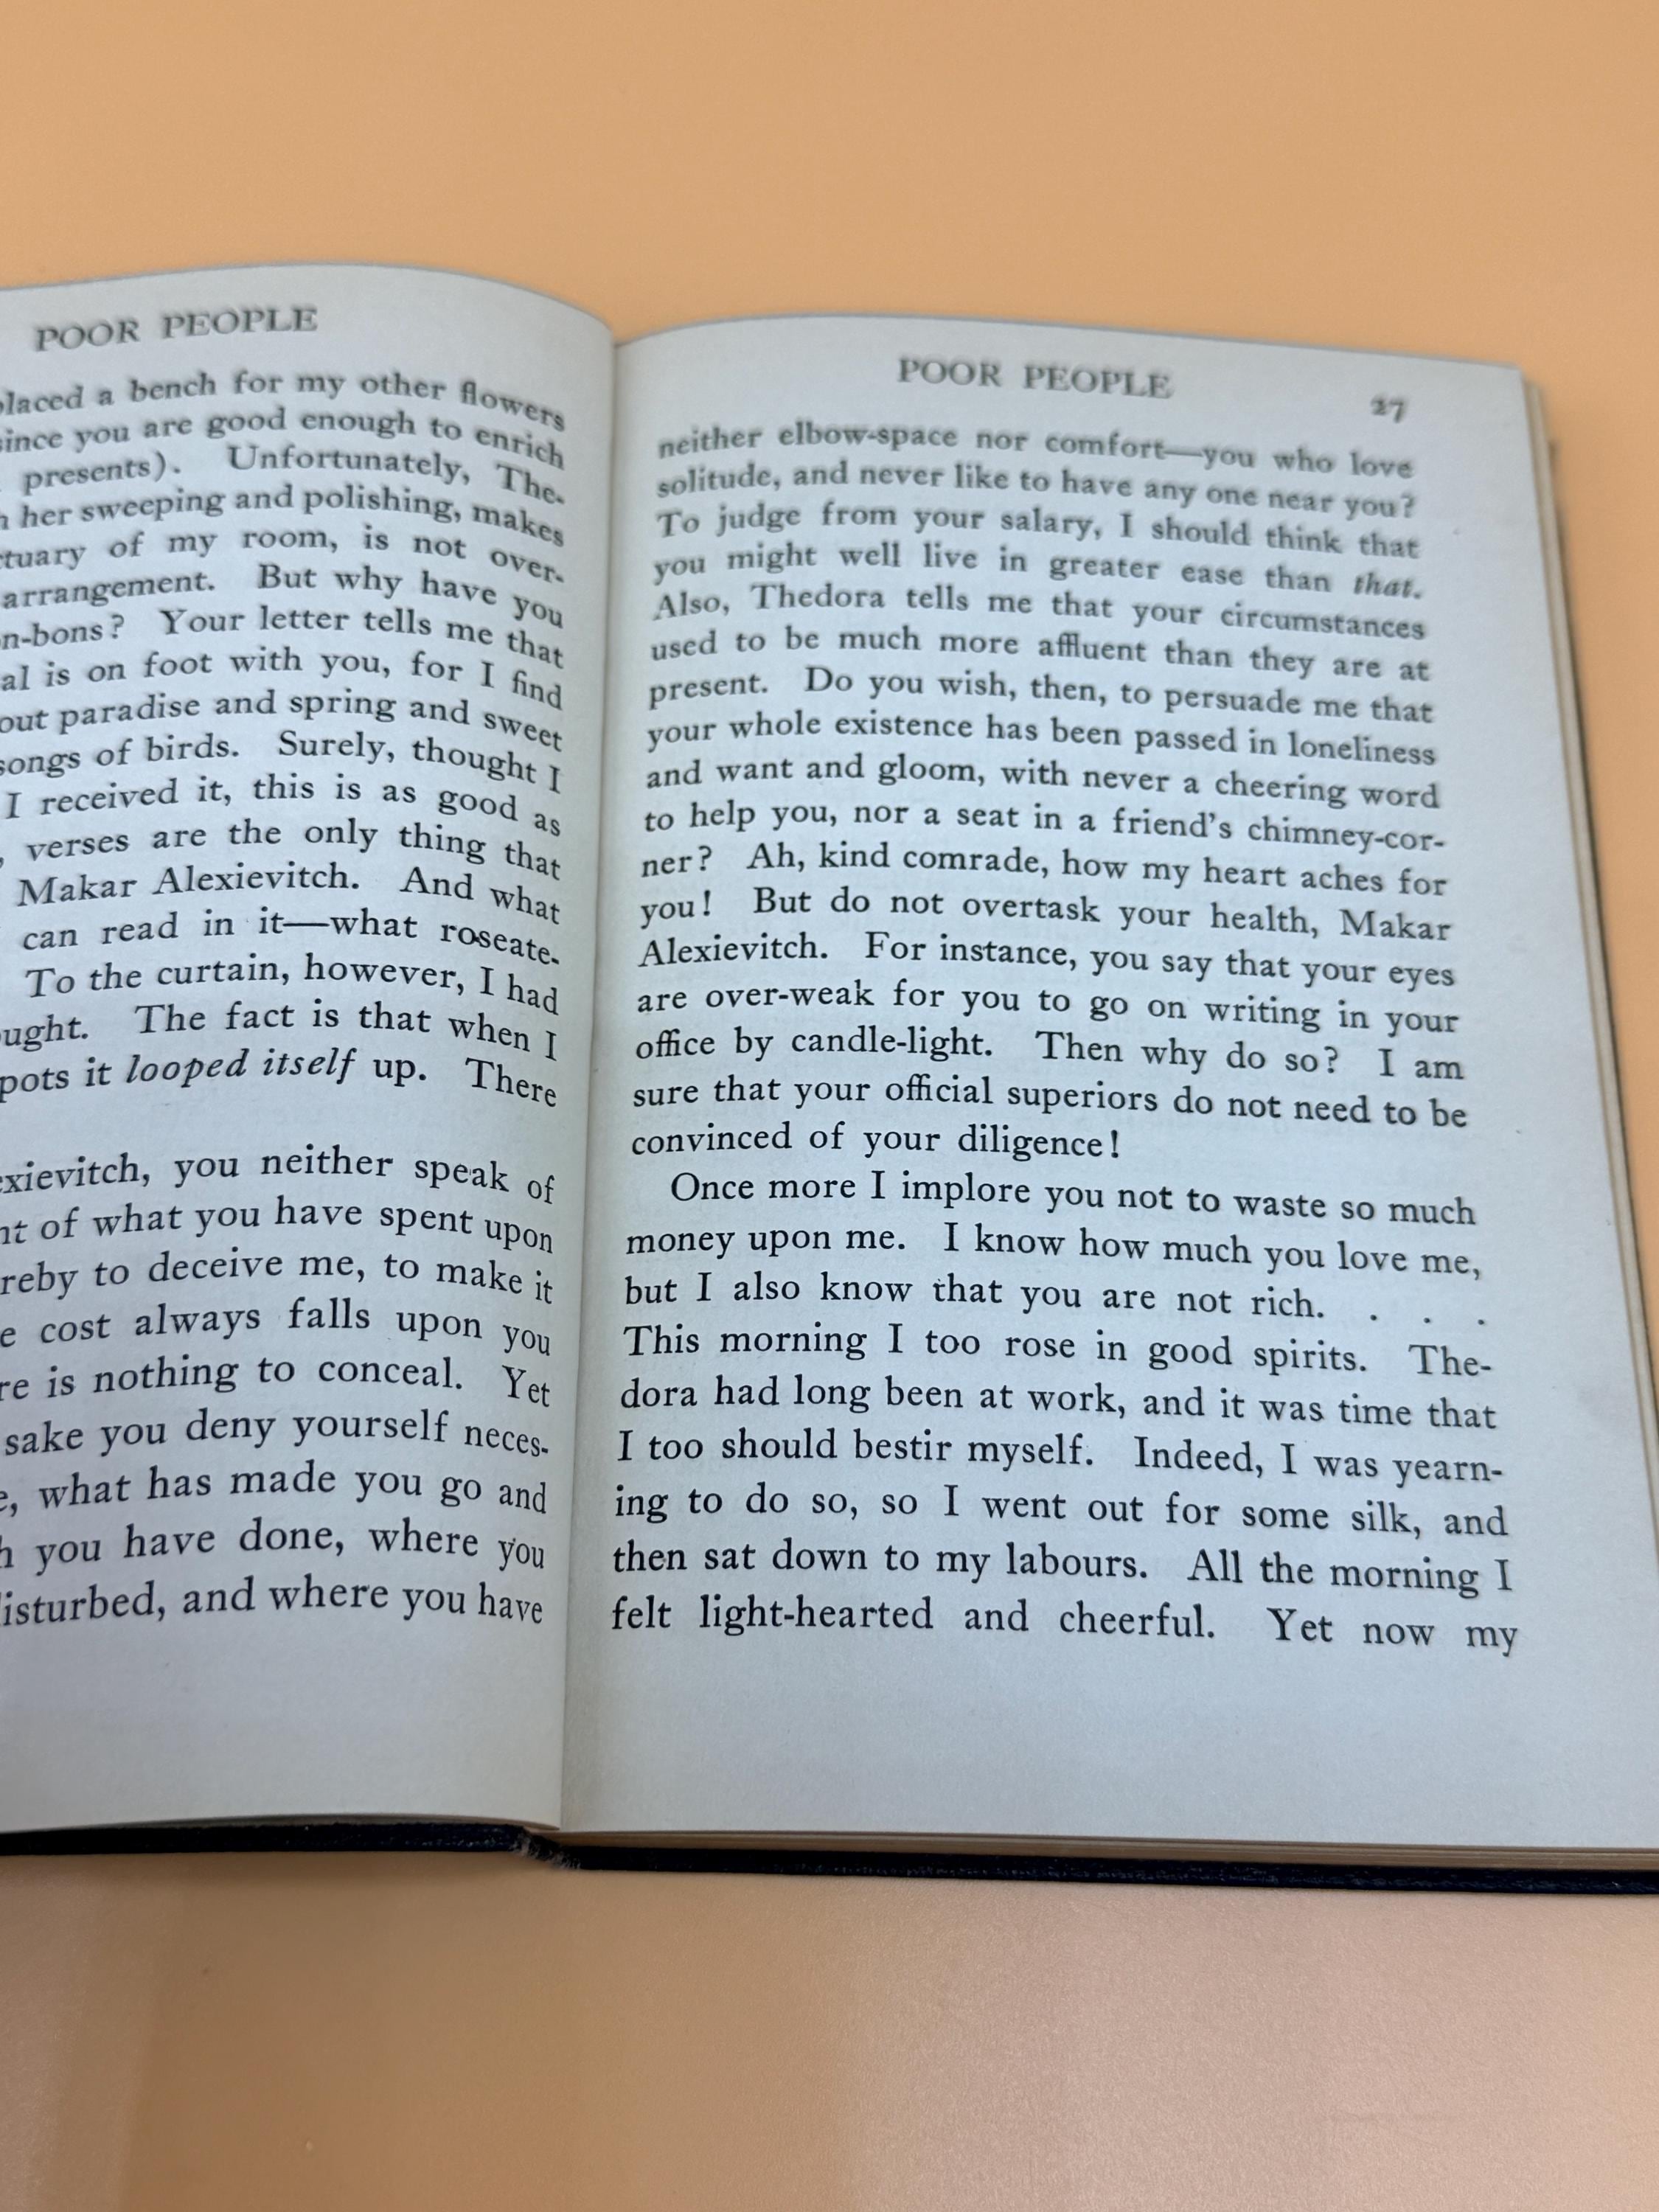 POOR PEOPLE
placed a bench for my other flowers
since you are good enough to enrich
presents). Unfortunately, The-
her sweeping and polishing, makes
of my room, is not over-
arrangement. But why have you
Your letter tells me that
is on foot with you, for I find
paradise and spring and sweet
songs of birds. Surely, thought I
I received it, this is as good as
verses are the only thing that
Makar Alexievitch. And what
can read in it—what roseate-
To the curtain, however, I had
The fact is that when I
pots it looped itself up. There
you neither speak of
of what you have spent upon
to deceive me, to make it
cost always falls upon you
is nothing to conceal. Yet
sake you deny yourself neces-
what has made you go and
you have done, where you
and where you have
POOR PEOPLE 27
neither elbow-space nor comfort—you who love
solitude, and never like to have any one near you?
To judge from your salary, I should think that
you might well live in greater ease than that.
Also, Thedora tells me that your circumstances
used to be much more affluent than they are at
present. Do you wish, then, to persuade me that
your whole existence has been passed in loneliness
and want and gloom, with never a cheering word
to help you, nor a seat in a friend's chimney-cor-
ner? Ah, kind comrade, how my heart aches for
you! But do not overtask your health, Makar
Alexievitch. For instance, you say that your eyes
are over-weak for you to go on writing in your
office by candle-light. Then why do so? I am
sure that your official superiors do not need to be
convinced of your diligence!
Once more I implore you not to waste so much
money upon me. I know how much you love me,
but I also know that you are not rich. . . .
This morning I too rose in good spirits. The-
dora had long been at work, and it was time that
I too should bestir myself. Indeed, I was yearn-
ing to do so, so I went out for some silk, and
then sat down to my labours. All the morning I
felt light-hearted and cheerful. Yet now my